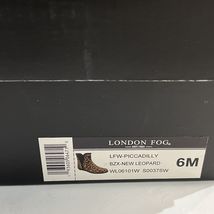 LONDON FOG
LFW-PICCADILLY
BZX-NEW LEOPARD
WL06101W S0037SW
6M